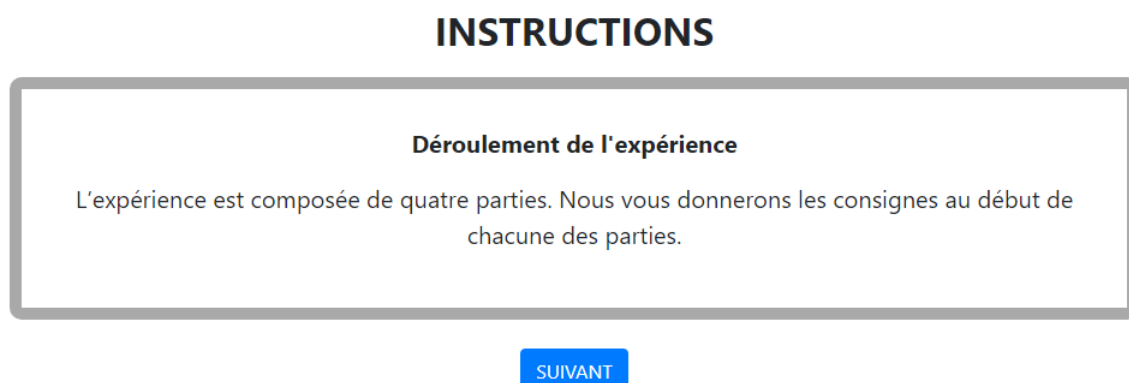 INSTRUCTIONS
Déroulement de l'expérience
L’expérience est composée de quatre parties. Nous vous donnerons les consignes au début de
chacune des parties.
SUIVANT